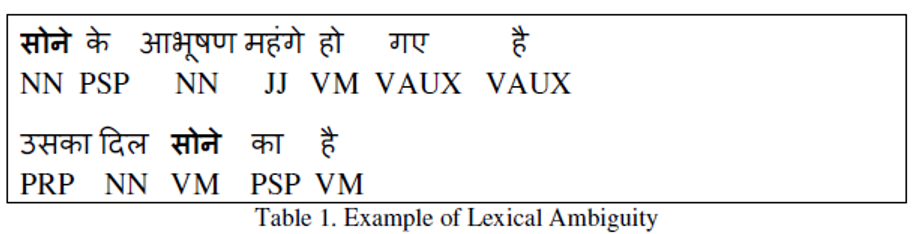 सोने के आभूषण महंगे हो गए है
NN PSP NN JJ VM VAUX VAUX
उसका दिल सोने का है
PRP NN VM PSP VM
Table 1. Example of Lexical Ambiguity